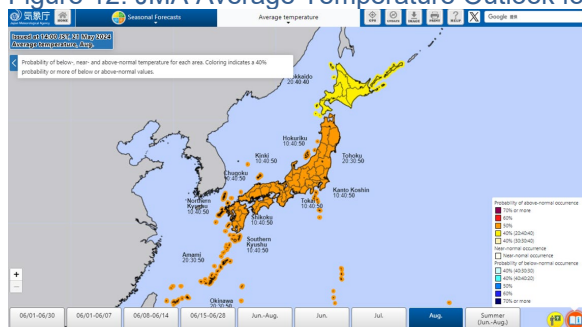 Figure 12: JMA Average Temperature Outlook fo
気象庁
HOME
Seasonal Forecasts
Average temperature
GPS
UPDATE
PRINT
HELP
Google
Issued at 14:00 JST, 21 May 2024
Average temperature, Aug.
Probability of below-, near- and above-normal temperature for each area. Coloring indicates a 40%
probability or more of below or above-normal values.
kkaido
20:40:40
Hokuriku
10:40:50
Kinki
10:40:50
Tohoku
20:30:50
Chugoku
10:40:50
Kanto Koshin
10:40:50
Northern
Kyushu
10:40:50
Tokai
10:40:50
Shikoku
10:40:50
Southern
Kyushu
10:40:50
Amami
20:30:50
Okinawa
20:30:50
Probability of above-normal occurrence
70% or more
60%
50%
40% (20:40:40)
40% (30:30:40)
Near-normal occurrence
Near-normal occurrence
Probability of below-normal occurrence
40% (40:30:30)
40% (40:40:20)
50%
60%
70% or more
+
-
06/01-06/30
06/01-06/07
06/08-06/14
06/15-06/28
Jun.-Aug.
Jun.
Jul.
Aug.
Summer
(Jun.-Aug.)